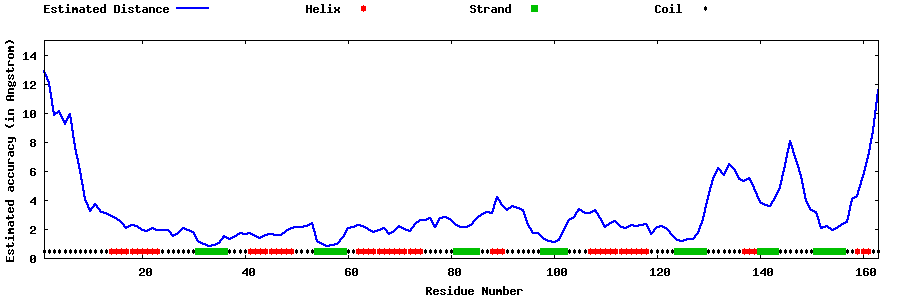 Estimated Distance Helix Strand Coil
Estimated accuracy (in Angstrom)
14
12
10
8
6
4
2
0
20 40 60 80 100 120 140 160
Residue Number